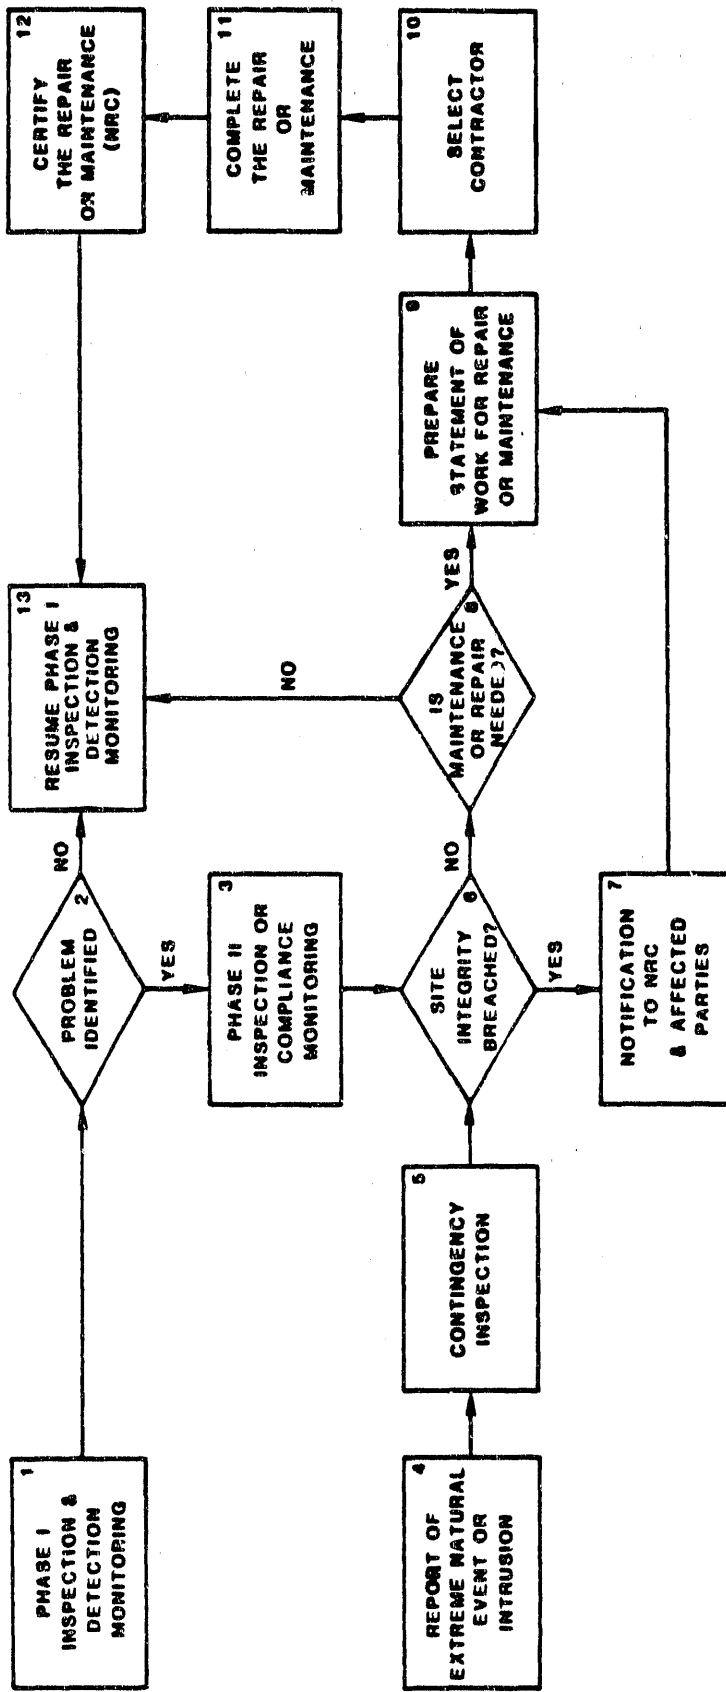 1
PHASE I
INSPECTION &
DETECTION
MONITORING
2
PROBLEM
IDENTIFIED
NO
YES
3
PHASE II
INSPECTION OR
COMPLIANCE
MONITORING
4
REPORT OF
EXTREME NATURAL
EVENT OR
INTRUSION
5
CONTINGENCY
INSPECTION
6
SITE
INTEGRITY
BREACHED?
NO
YES
7
NOTIFICATION
TO NRC
& AFFECTED
PARTIES
8
IS
MAINTENANCE
OR REPAIR
NEEDED?
NO
YES
9
PREPARE
STATEMENT OF
WORK FOR REPAIR
OR MAINTENANCE
10
SELECT
CONTRACTOR
11
COMPLETE
THE REPAIR
OR
MAINTENANCE
12
CERTIFY
THE REPAIR
OR MAINTENANCE
(NRC)
13
RESUME PHASE I
INSPECTION &
DETECTION
MONITORING